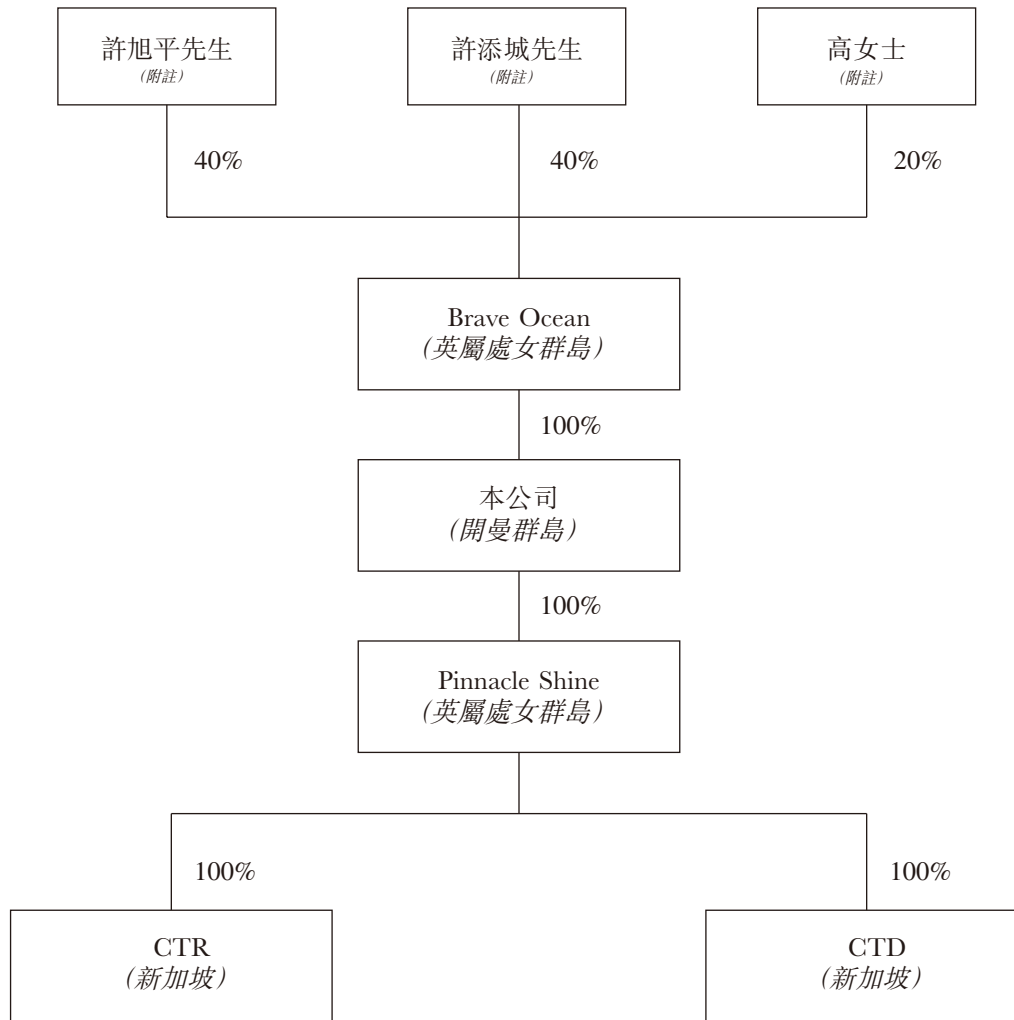 許旭平先生
(附註)
許添城先生
(附註)
高女士
(附註)
40%
40%
20%
Brave Ocean
(英屬處女群島)
100%
本公司
(開曼群島)
100%
Pinnacle Shine
(英屬處女群島)
100%
100%
CTR
(新加坡)
CTD
(新加坡)